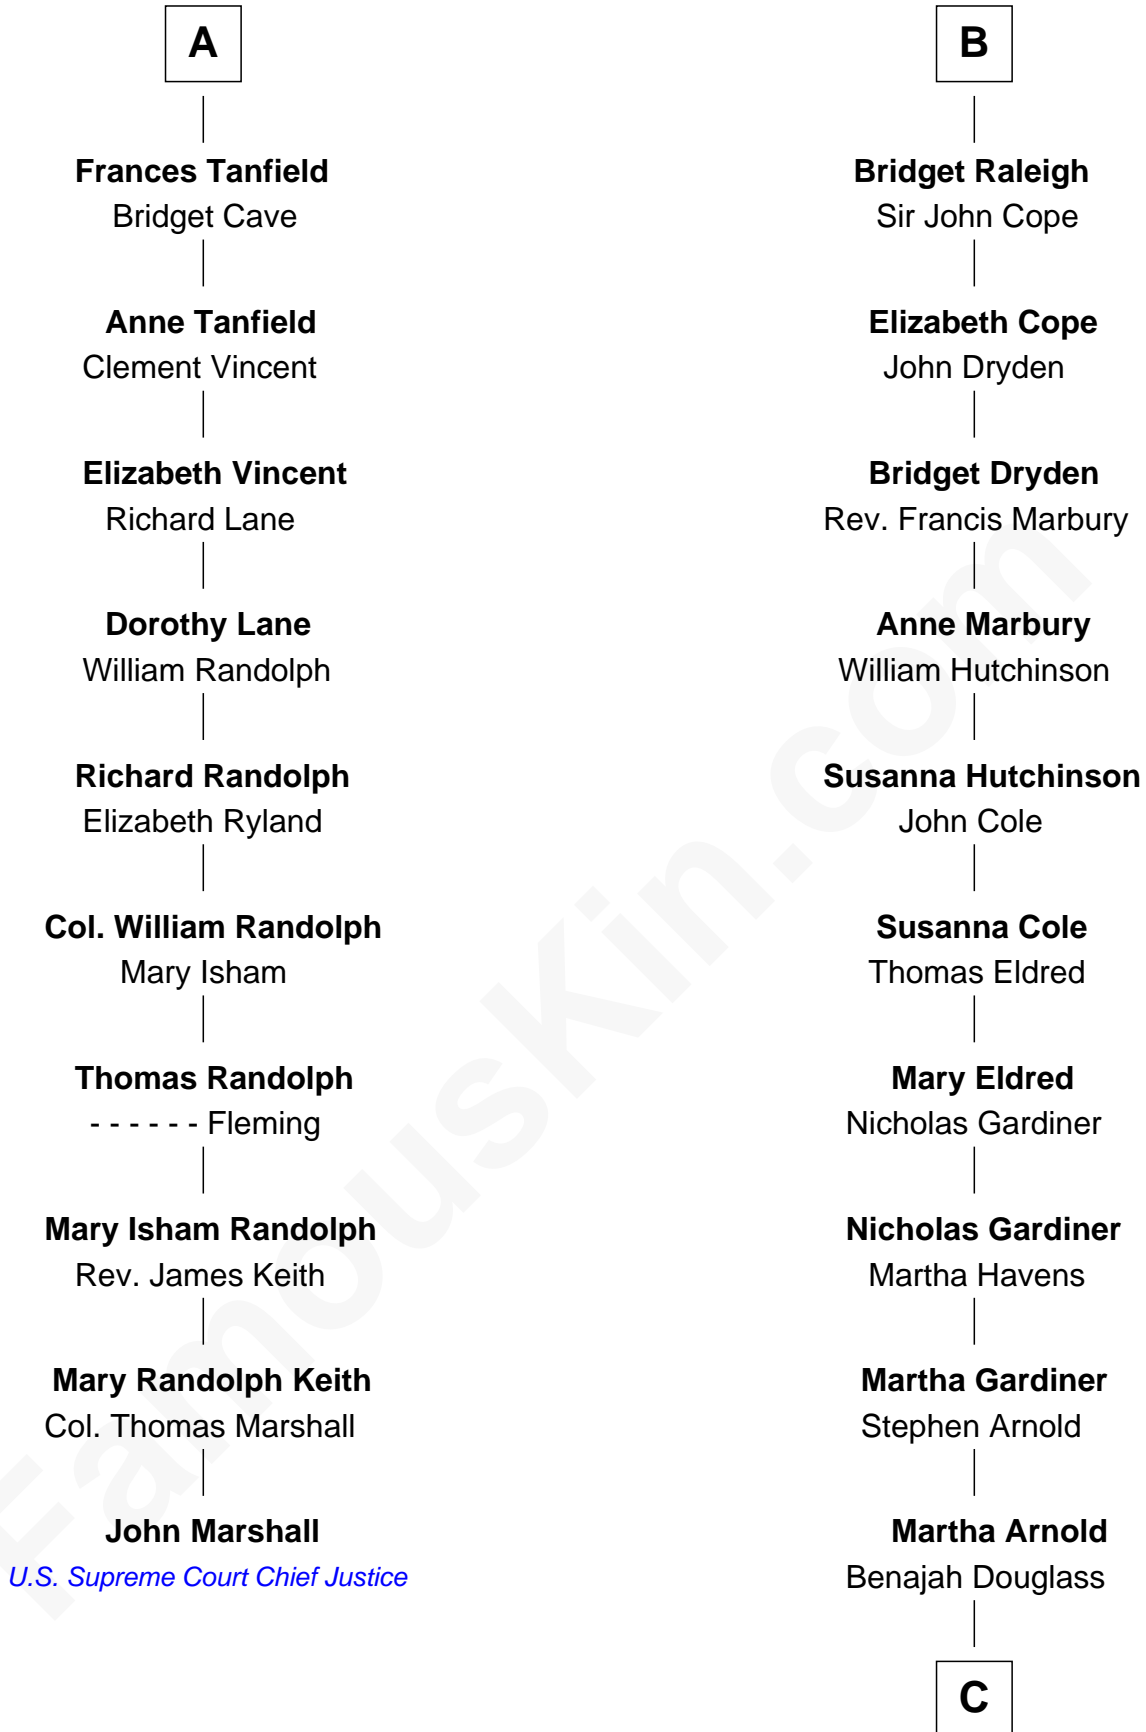 A
Frances Tanfield
Bridget Cave
Anne Tanfield
Clement Vincent
Elizabeth Vincent
Richard Lane
Dorothy Lane
William Randolph
Richard Randolph
Elizabeth Ryland
Col. William Randolph
Mary Isham
Thomas Randolph
- - - - - - Fleming
Mary Isham Randolph
Rev. James Keith
Mary Randolph Keith
Col. Thomas Marshall
John Marshall
U.S. Supreme Court Chief Justice
B
Bridget Raleigh
Sir John Cope
Elizabeth Cope
John Dryden
Bridget Dryden
Rev. Francis Marbury
Anne Marbury
William Hutchinson
Susanna Hutchinson
John Cole
Susanna Cole
Thomas Eldred
Mary Eldred
Nicholas Gardiner
Nicholas Gardiner
Martha Havens
Martha Gardiner
Stephen Arnold
Martha Arnold
Benajah Douglass
C
FamousKin.com